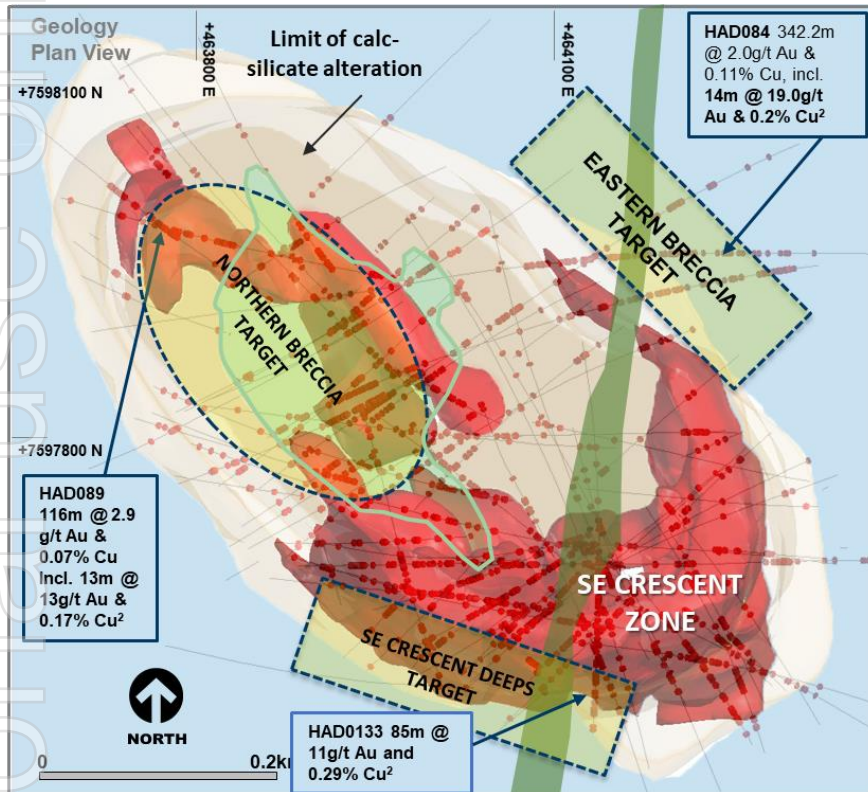 Geology
Plan View
+463800 E
+464100 E
Limit of calc-
silicate alteration
HAD084 342.2m
@ 2.0g/t Au &
0.11% Cu, incl.
14m @ 19.0g/t
Au & 0.2% Cu²
+7598100 N
EASTERN BRECCIA
TARGET
NORTHERN BRECCIA
TARGET
+7597800 N
HAD089
116m @ 2.9
g/t Au &
0.07% Cu
Incl. 13m @
13g/t Au &
0.17% Cu²
SE CRESCENT
ZONE
SE CRESCENT DEEPS
TARGET
NORTH
HAD0133 85m @
11g/t Au and
0.29% Cu²
0